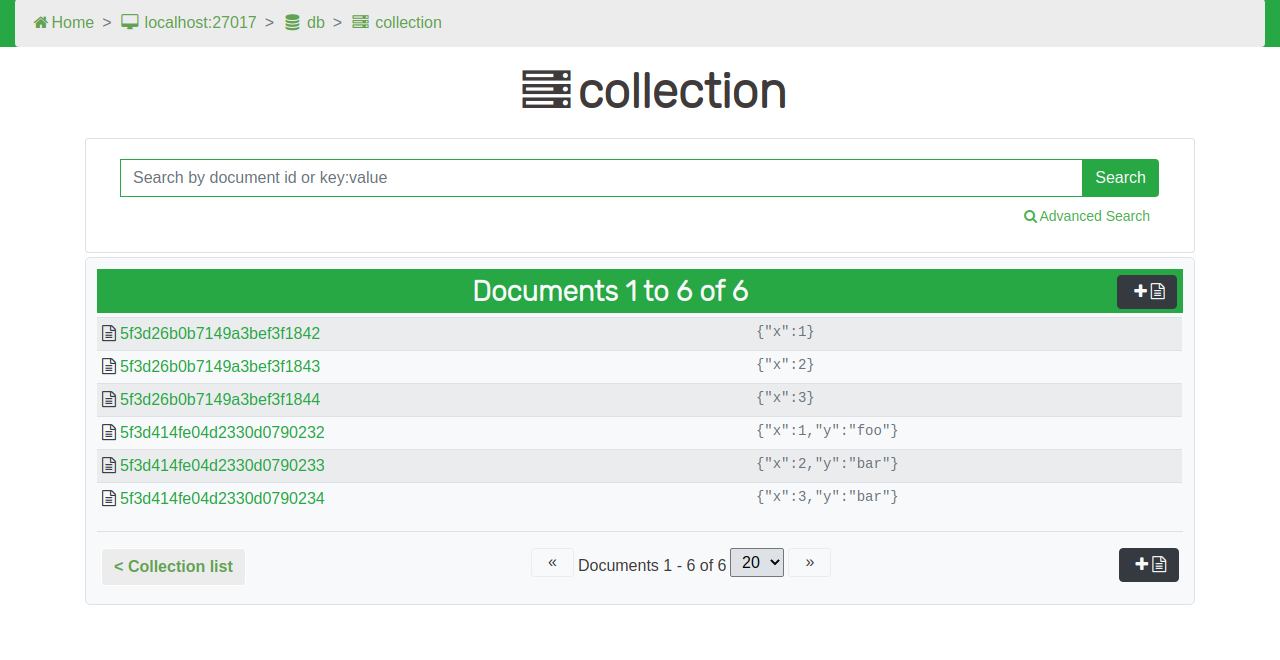 Home > localhost:27017 > db > collection
collection
Search by document id or key:value Search
Advanced Search
Documents 1 to 6 of 6
5f3d26b0b7149a3bef3f1842 {"x":1}
5f3d26b0b7149a3bef3f1843 {"x":2}
5f3d26b0b7149a3bef3f1844 {"x":3}
5f3d414fe04d2330d0790232 {"x":1,"y":"foo"}
5f3d414fe04d2330d0790233 {"x":2,"y":"bar"}
5f3d414fe04d2330d0790234 {"x":3,"y":"bar"}
< Collection list « Documents 1 - 6 of 6 20 »